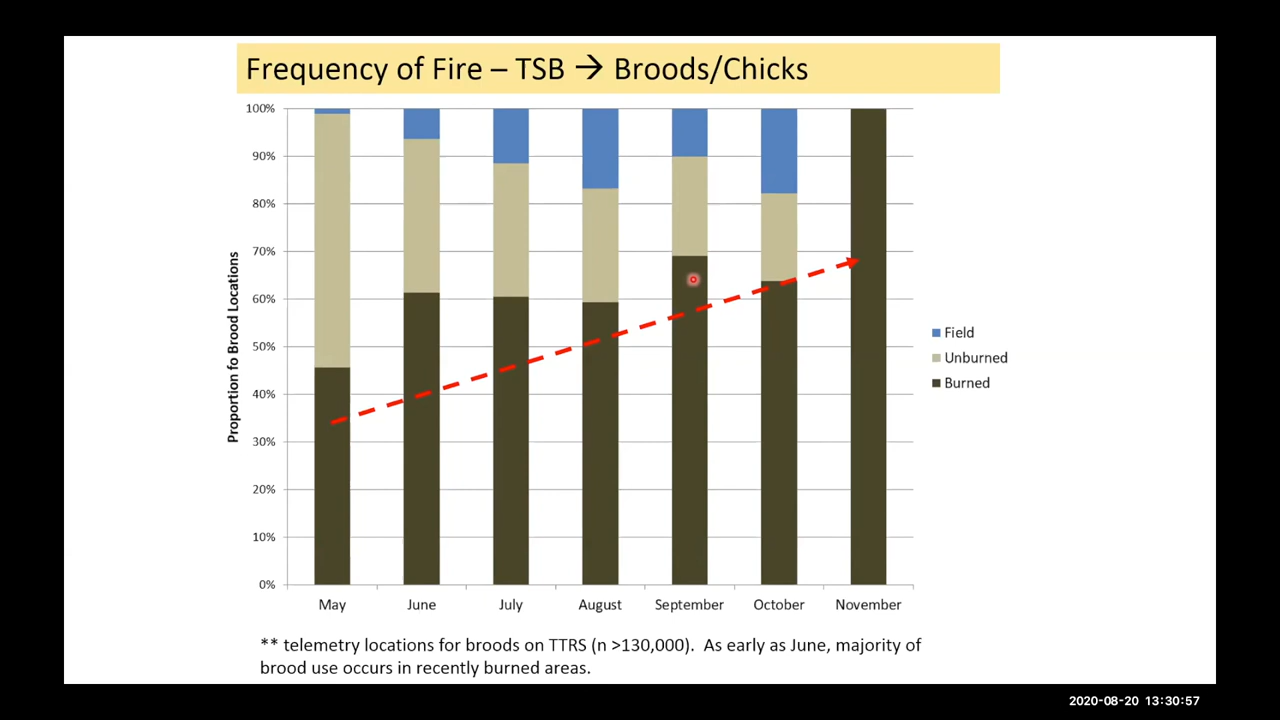 Frequency of Fire – TSB → Broods/Chicks
100%
90%
80%
70%
60%
50%
40%
30%
20%
10%
0%
Proportion fo Brood Locations
May June July August September October November
Field
Unburned
Burned
** telemetry locations for broods on TTRS (n >130,000). As early as June, majority of
brood use occurs in recently burned areas.
2020-08-20 13:30:57